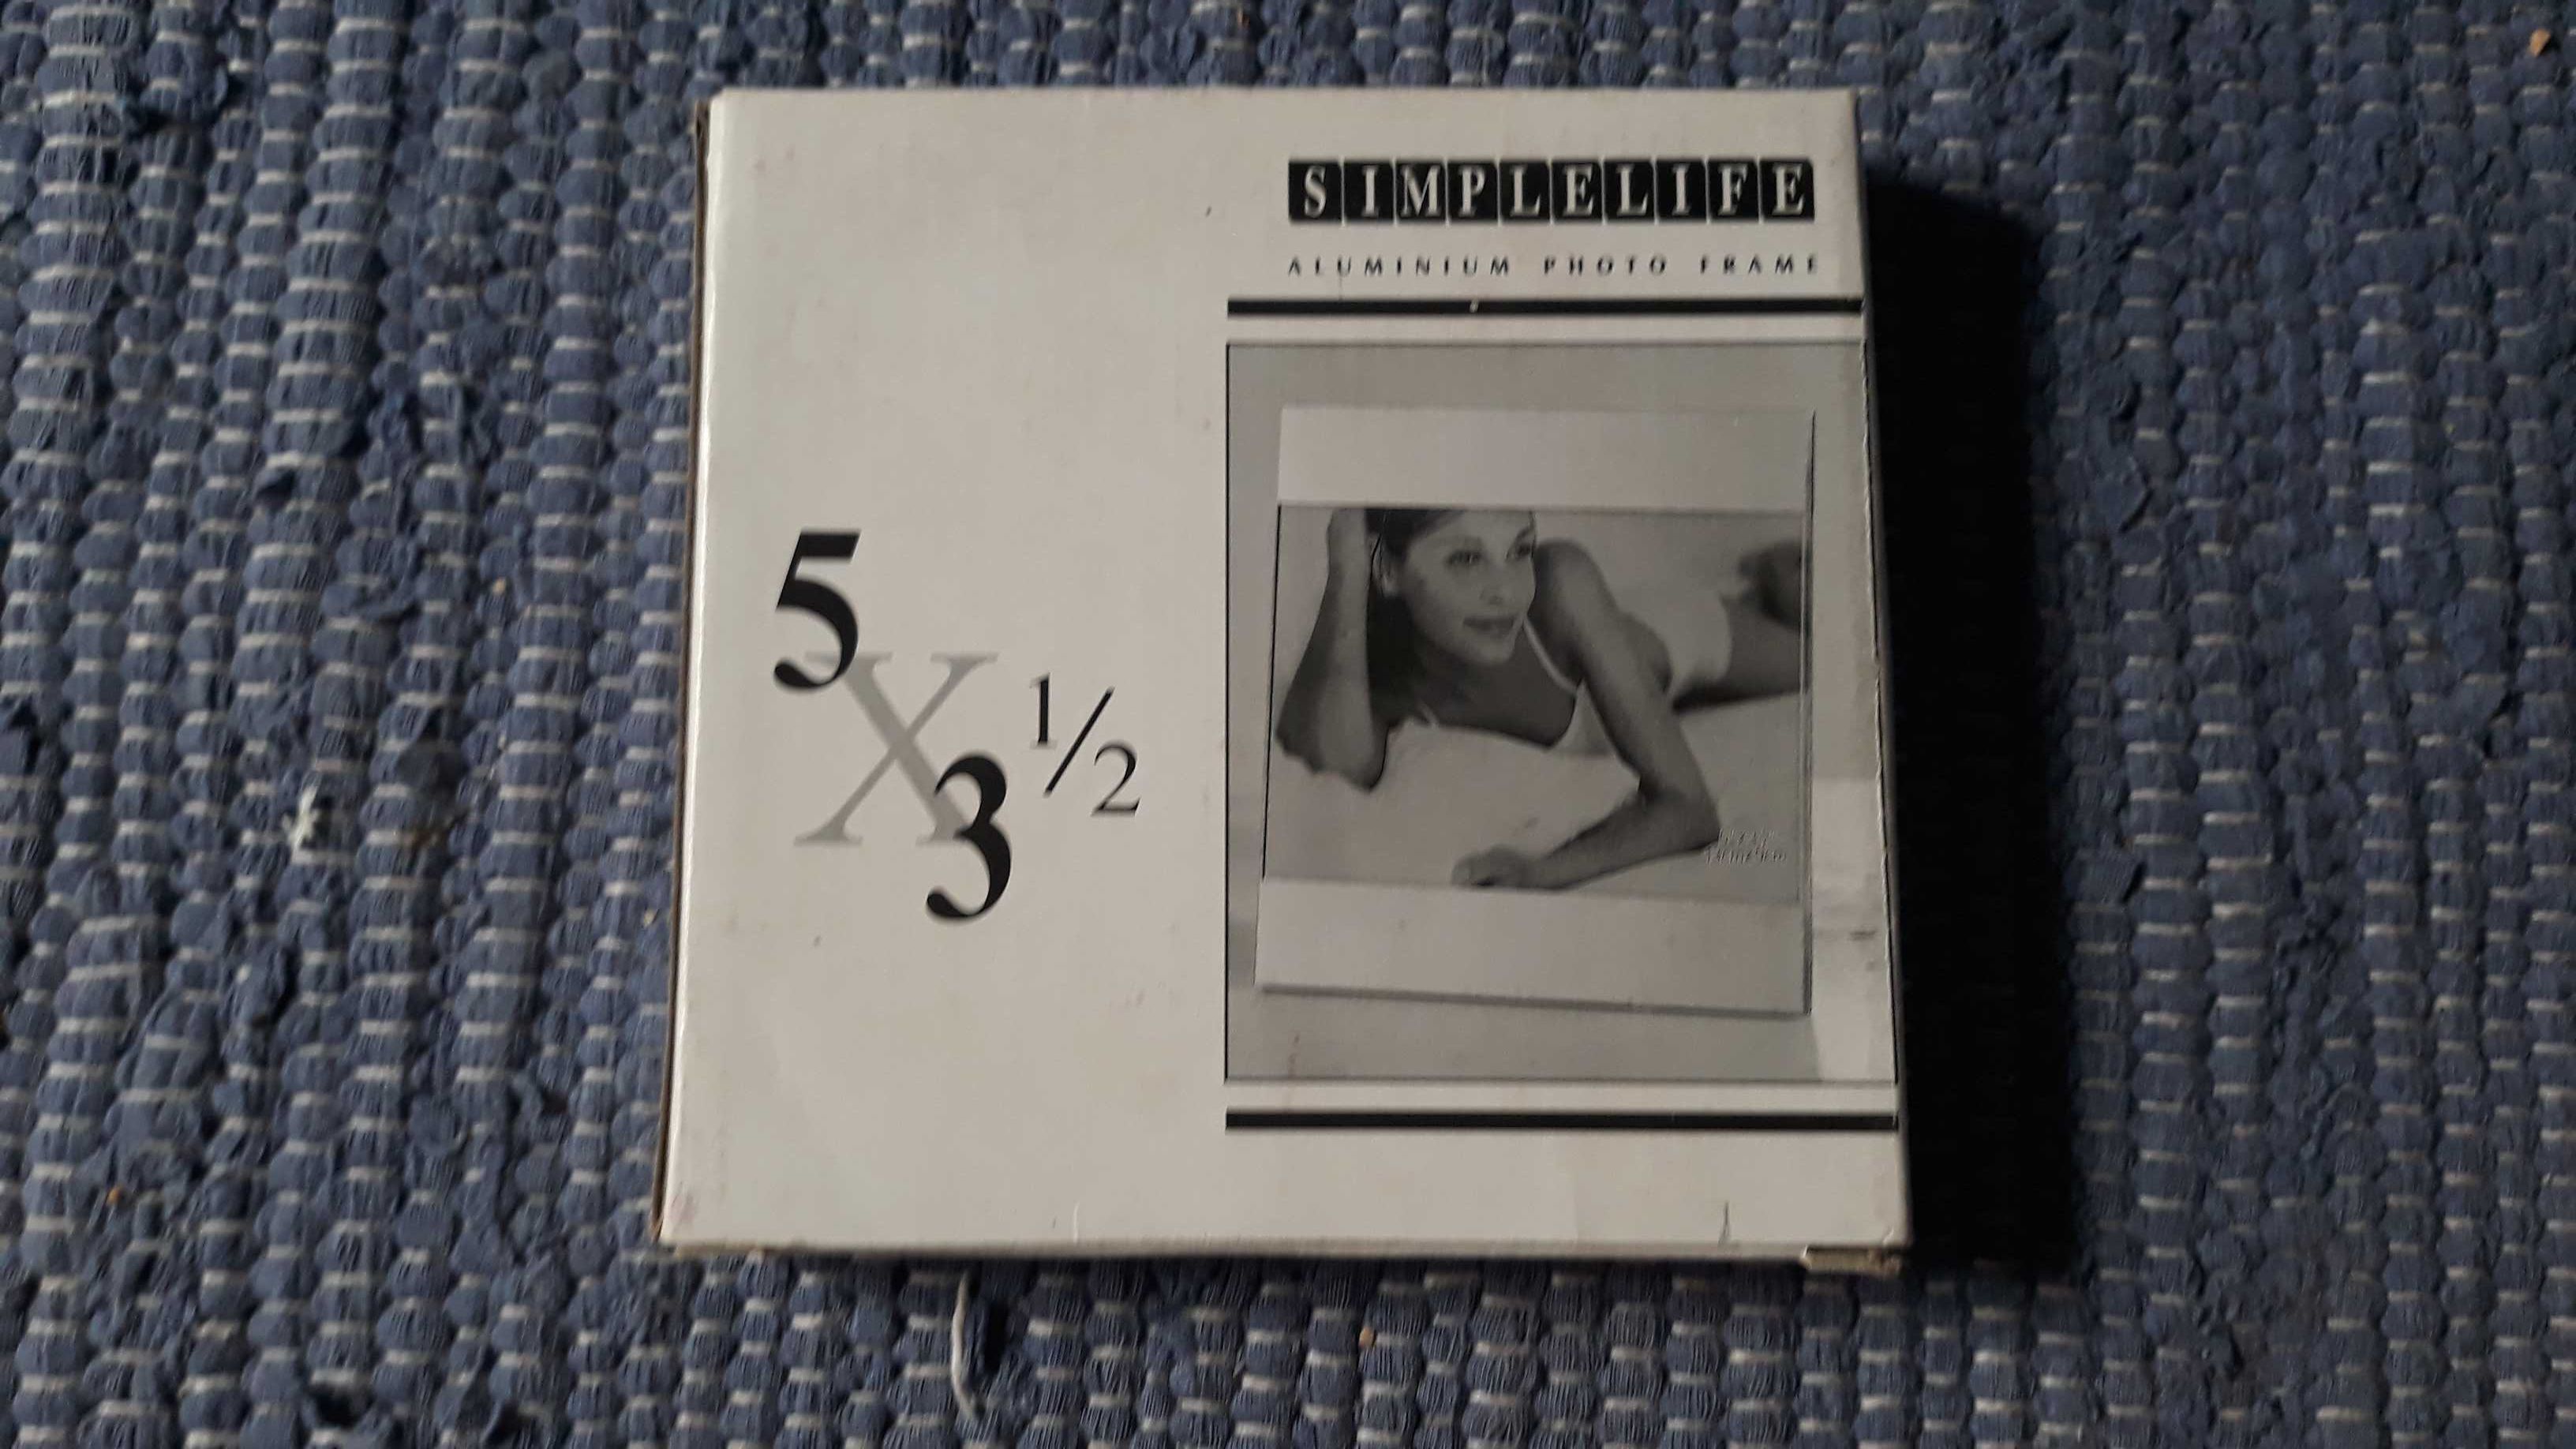 SIMPLELIFE
ALUMINIUM PHOTO FRAME
5 X 3 1/2